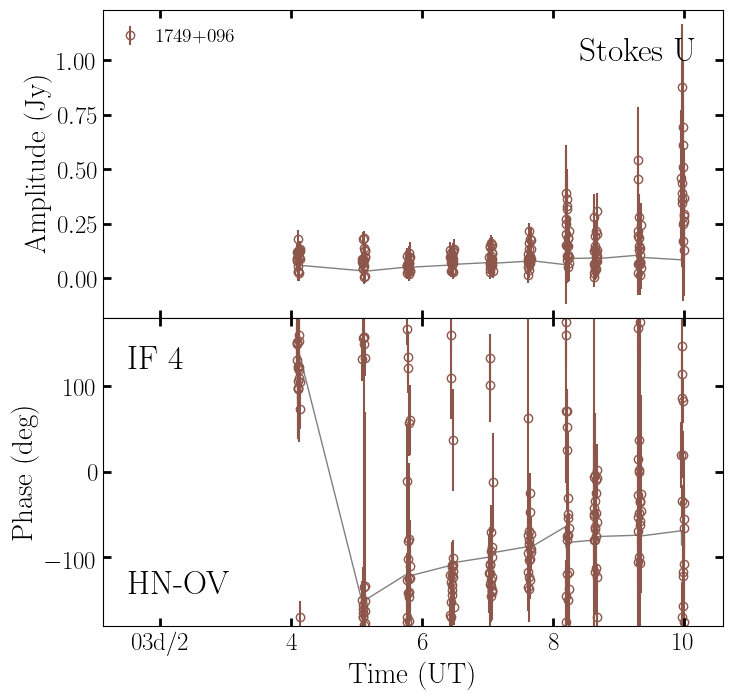 1749+096
Stokes U
Amplitude (Jy)
1.00
0.75
0.50
0.25
0.00
IF 4
HN-OV
Phase (deg)
100
0
−100
03d/2
4
6
8
10
Time (UT)